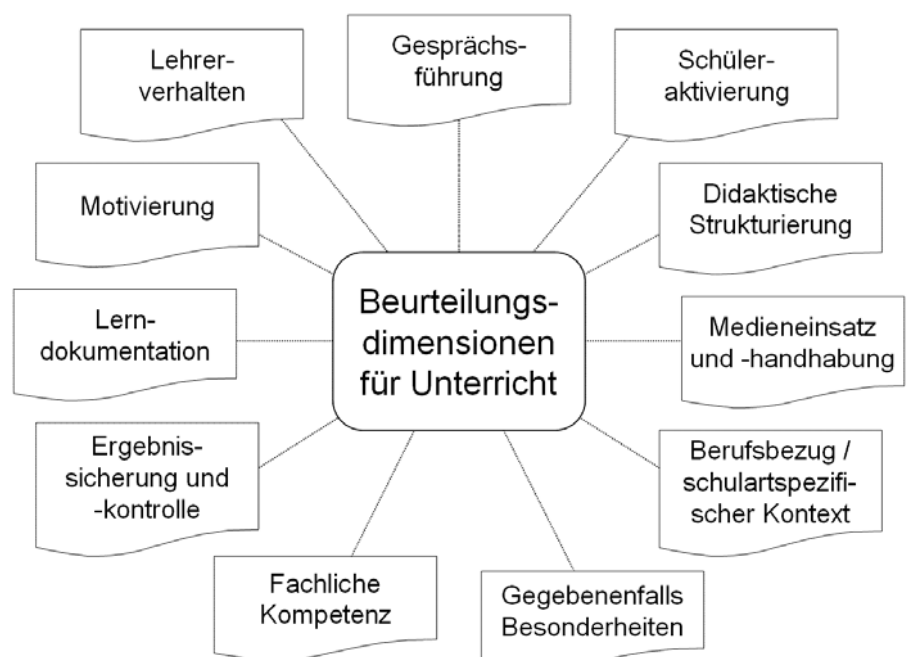 Lehrer-
verhalten
Gesprächs-
führung
Schüler-
aktivierung
Motivierung
Didaktische
Strukturierung
Beurteilungs-
dimensionen
für Unterricht
Lern-
dokumentation
Medieneinsatz
und -handhabung
Ergebnis-
sicherung und
-kontrolle
Berufsbezug /
schulartspezifi-
scher Kontext
Fachliche
Kompetenz
Gegebenenfalls
Besonderheiten